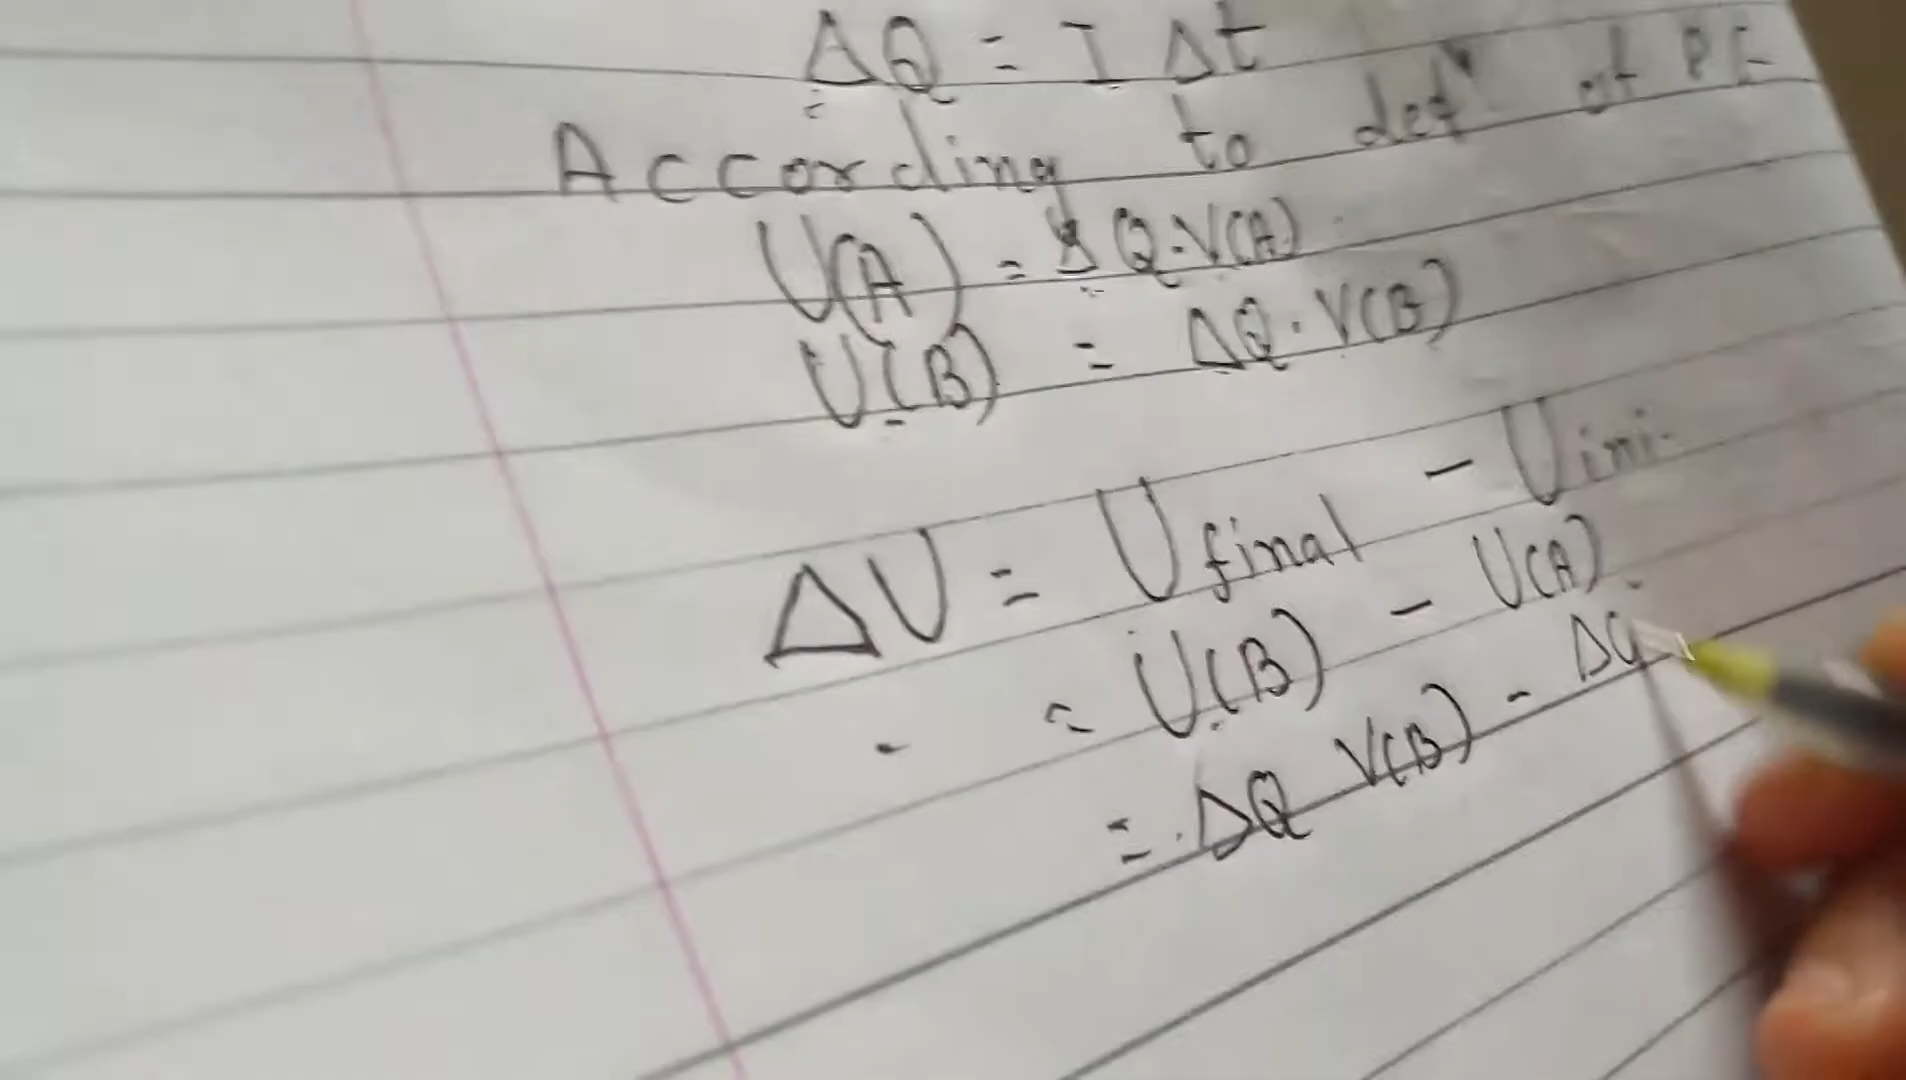 ΔQ = I Δt
According to defⁿ of PE
U(A) = ΔQ·V(A)
U(B) = ΔQ·V(B)
ΔU = U final - U ini.
= U(B) - U(A)
= ΔQ V(B) - ΔQ